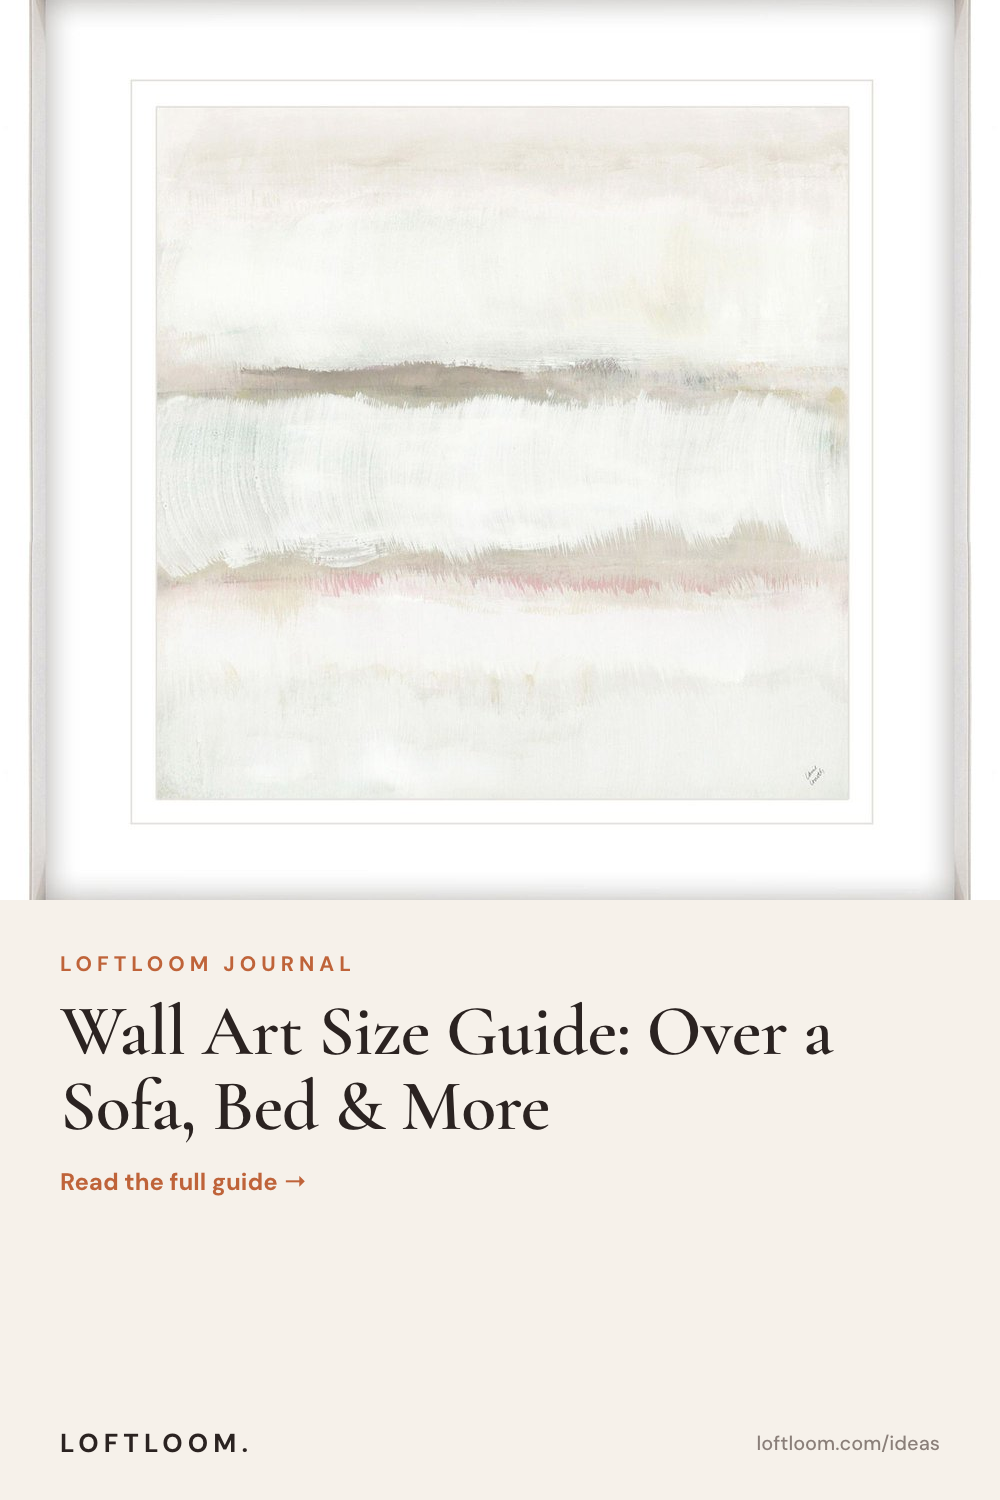 LOFTLOOM JOURNAL
Wall Art Size Guide: Over a
Sofa, Bed & More
Read the full guide →
LOFTLOOM.
loftloom.com/ideas